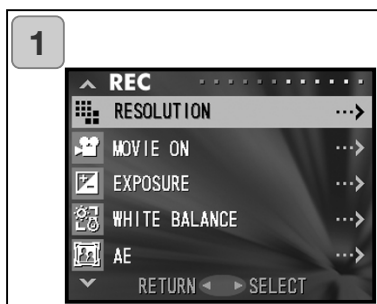 1
REC
RESOLUTION
MOVIE ON
EXPOSURE
WHITE BALANCE
AE
RETURN SELECT